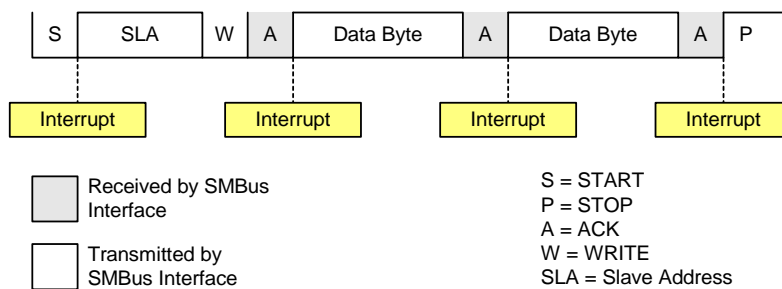 S SLA W A Data Byte A Data Byte A P
Interrupt Interrupt Interrupt Interrupt
Received by SMBus
Interface
Transmitted by
SMBus Interface
S = START
P = STOP
A = ACK
W = WRITE
SLA = Slave Address